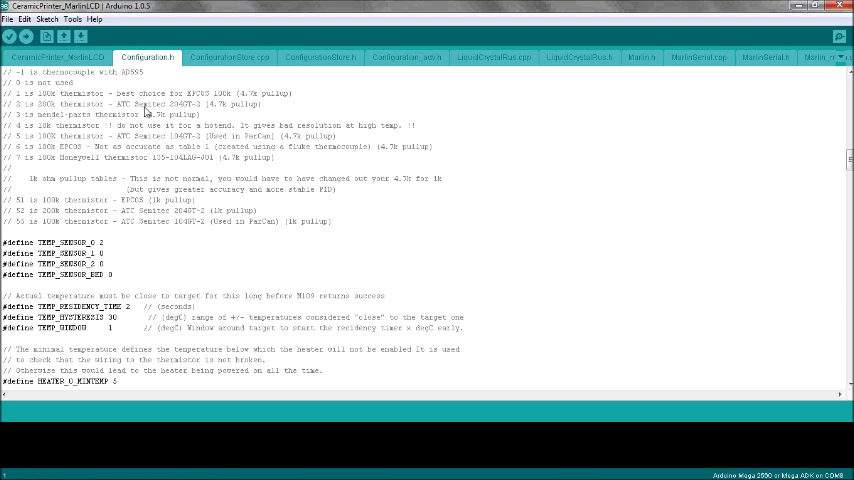 CeramicPrinter_MarlinLCD | Arduino 1.0.5
File Edit Sketch Tools Help
CeramicPrinter_MarlinLCD Configuration.h ConfigurationStore.cpp ConfigurationStore.h Configuration_adv.h LiquidCrystalRus.cpp LiquidCrystalRus.h Marlin.h MarlinSerial.cpp MarlinSerial.h Marlin_m
// -1 is thermocouple with AD595
// 0 is not used
// 1 is 100k thermistor - best choice for EPCOS 100k (4.7k pullup)
// 2 is 200k thermistor - ATC Semitec 204GT-2 (4.7k pullup)
// 3 is mendel-parts thermistor (4.7k pullup)
// 4 is 10k thermistor !! do not use it for a hotend. It gives bad resolution at high temp. !!
// 5 is 100K thermistor - ATC Semitec 104GT-2 (Used in ParCan) (4.7k pullup)
// 6 is 100k EPCOS - Not as accurate as table 1 (created using a fluke thermocouple) (4.7k pullup)
// 7 is 100k Honeywell thermistor 135-104LAG-J01 (4.7k pullup)
//
// 1k ohm pullup tables - This is not normal, you would have to have changed out your 4.7k for 1k
// (but gives greater accuracy and more stable PID)
// 51 is 100k thermistor - EPCOS (1k pullup)
// 52 is 200k thermistor - ATC Semitec 204GT-2 (1k pullup)
// 55 is 100k thermistor - ATC Semitec 104GT-2 (Used in ParCan) (1k pullup)
#define TEMP_SENSOR_0 2
#define TEMP_SENSOR_1 0
#define TEMP_SENSOR_2 0
#define TEMP_SENSOR_BED 0
// Actual temperature must be close to target for this long before M109 returns success
#define TEMP_RESIDENCY_TIME 2 // (seconds)
#define TEMP_HYSTERESIS 30 // (degC) range of +/- temperatures considered "close" to the target one
#define TEMP_WINDOW 1 // (degC) Window around target to start the recidency timer x degC early.
// The minimal temperature defines the temperature below which the heater will not be enabled It is used
// to check that the wiring to the thermistor is not broken.
// Otherwise this would lead to the heater being powered on all the time.
#define HEATER_0_MINTEMP 5
1
Arduino Mega 2560 or Mega ADK on COM8